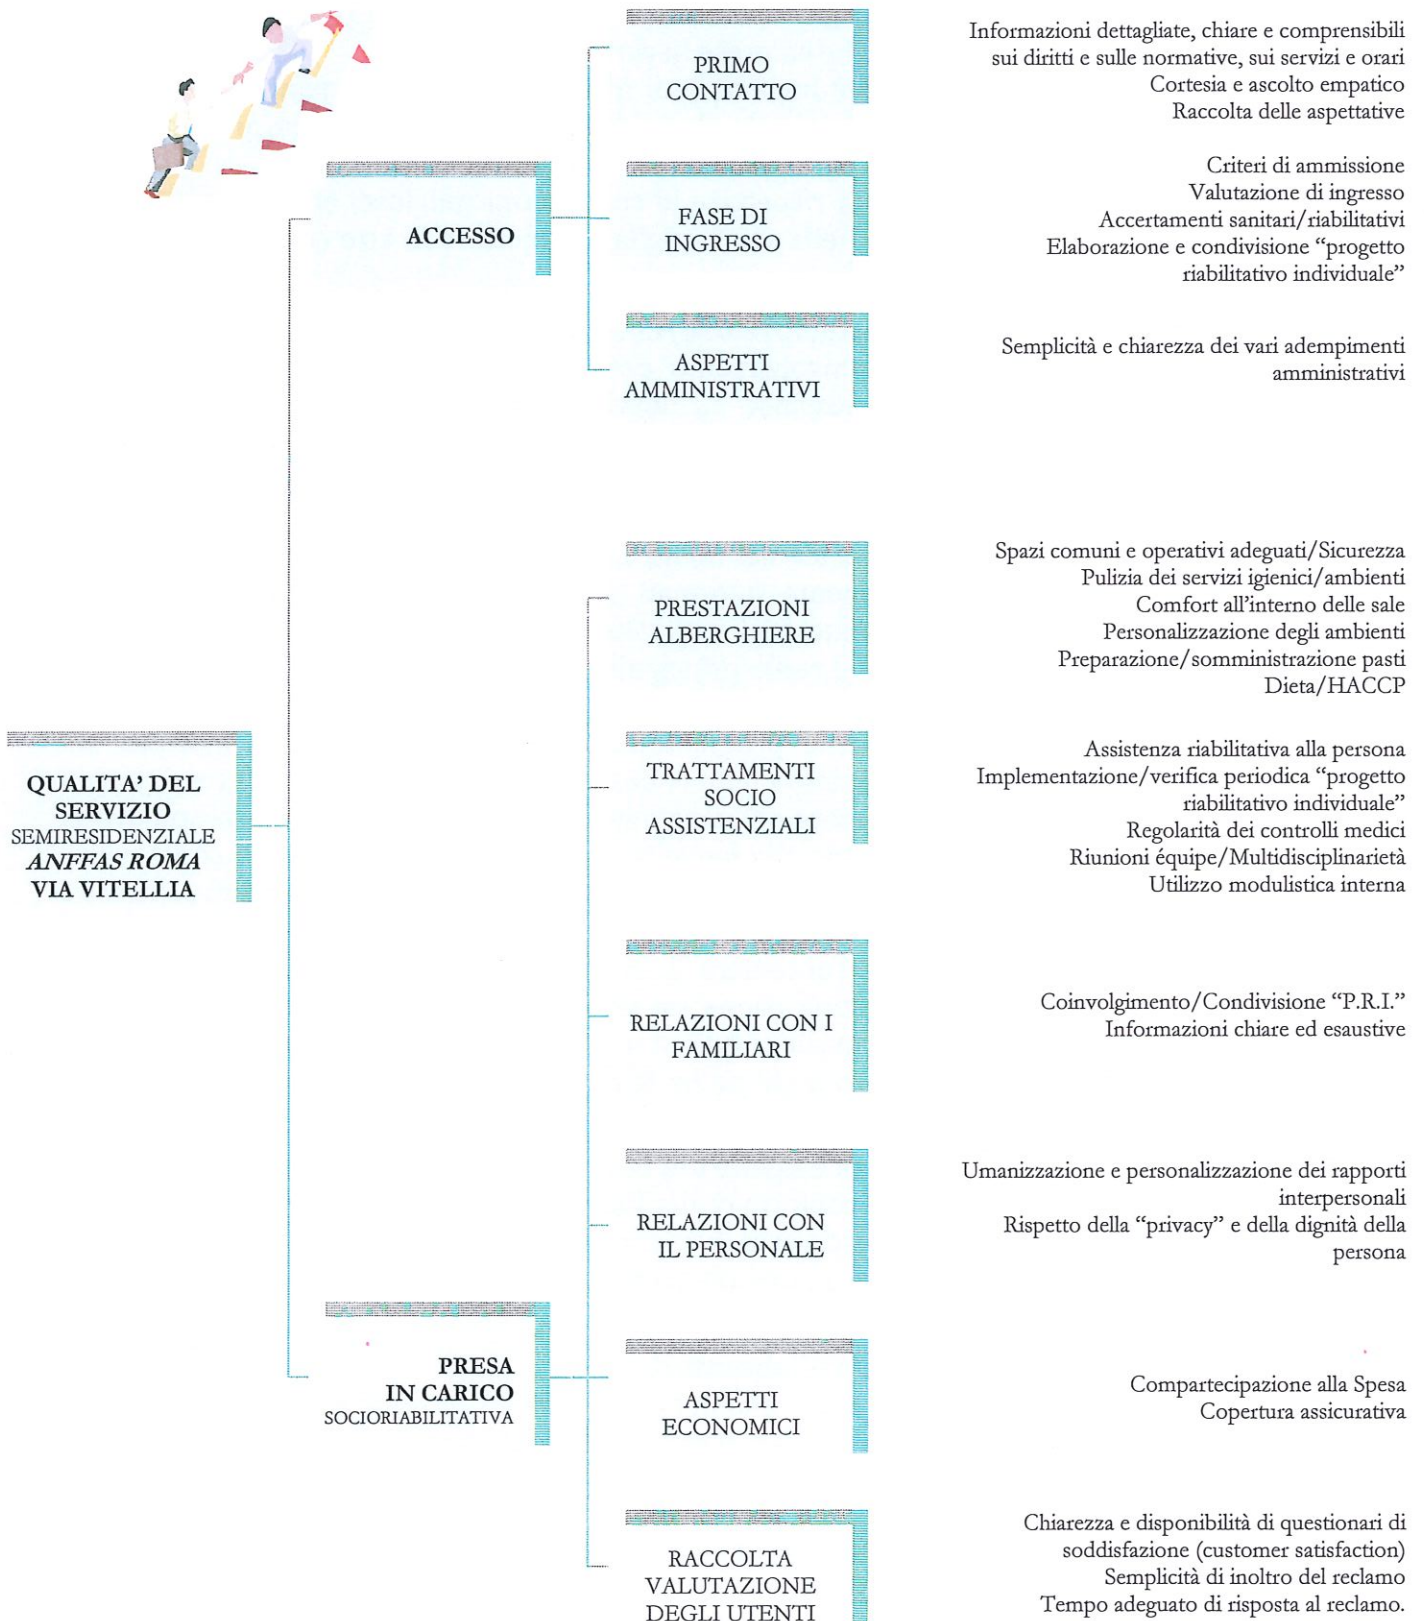 PRIMO
CONTATTO
Informazioni dettagliate, chiare e comprensibili
sui diritti e sulle normative, sui servizi e orari
Cortesia e ascolto empatico
Raccolta delle aspettative
ACCESSO
FASE DI
INGRESSO
Criteri di ammissione
Valutazione di ingresso
Accertamenti sanitari/riabilitativi
Elaborazione e condivisione “progetto
riabilitativo individuale”
ASPETTI
AMMINISTRATIVI
Semplicità e chiarezza dei vari adempimenti
amministrativi
PRESTAZIONI
ALBERGHIERE
Spazi comuni e operativi adeguati/Sicurezza
Pulizia dei servizi igienici/ambienti
Comfort all’interno delle sale
Personalizzazione degli ambienti
Preparazione/somministrazione pasti
Dieta/HACCP
QUALITA’ DEL
SERVIZIO
SEMIRESIDENZIALE
ANFFAS ROMA
VIA VITELLIA
TRATTAMENTI
SOCIO
ASSISTENZIALI
Assistenza riabilitativa alla persona
Implementazione/verifica periodica “progetto
riabilitativo individuale”
Regolarità dei controlli medici
Riunioni équipe/Multidisciplinarietà
Utilizzo modulistica interna
RELAZIONI CON I
FAMILIARI
Coinvolgimento/Condivisione “P.R.I.”
Informazioni chiare ed esaustive
RELAZIONI CON
IL PERSONALE
Umanizzazione e personalizzazione dei rapporti
interpersonali
Rispetto della “privacy” e della dignità della
persona
PRESA
IN CARICO
SOCIORIABILITATIVA
ASPETTI
ECONOMICI
Compartecipazione alla Spesa
Copertura assicurativa
RACCOLTA
VALUTAZIONE
DEGLI UTENTI
Chiarezza e disponibilità di questionari di
soddisfazione (customer satisfaction)
Semplicità di inoltro del reclamo
Tempo adeguato di risposta al reclamo.